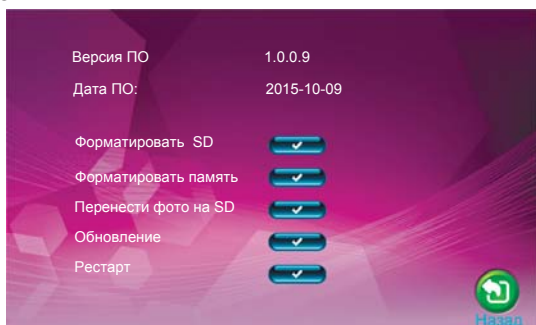 Версия ПО 1.0.0.9
Дата ПО: 2015-10-09
Форматировать SD
Форматировать память
Перенести фото на SD
Обновление
Рестарт
Назад